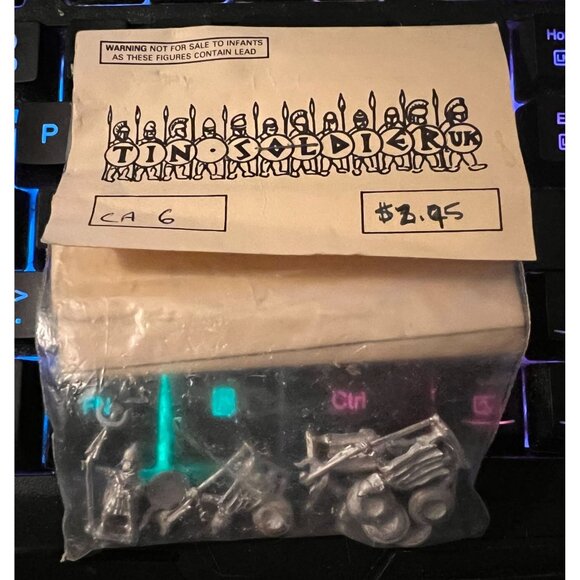 WARNING NOT FOR SALE TO INFANTS
AS THESE FIGURES CONTAIN LEAD
TIN · SOLDIER UK
CA 6
$2.95
P
Ho
E
Ctrl